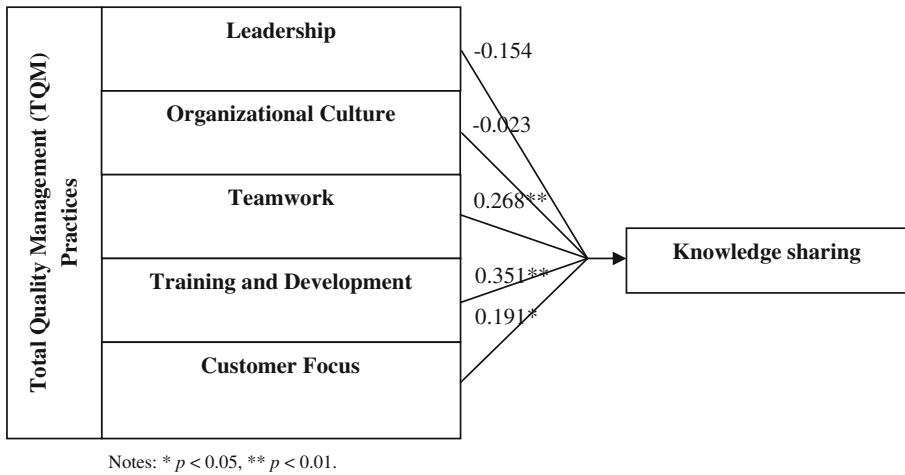 Total Quality Management (TQM)
Practices
Leadership
Organizational Culture
Teamwork
Training and Development
Customer Focus
-0.154
-0.023
0.268**
0.351**
0.191*
Knowledge sharing
Notes: * p < 0.05, ** p < 0.01.